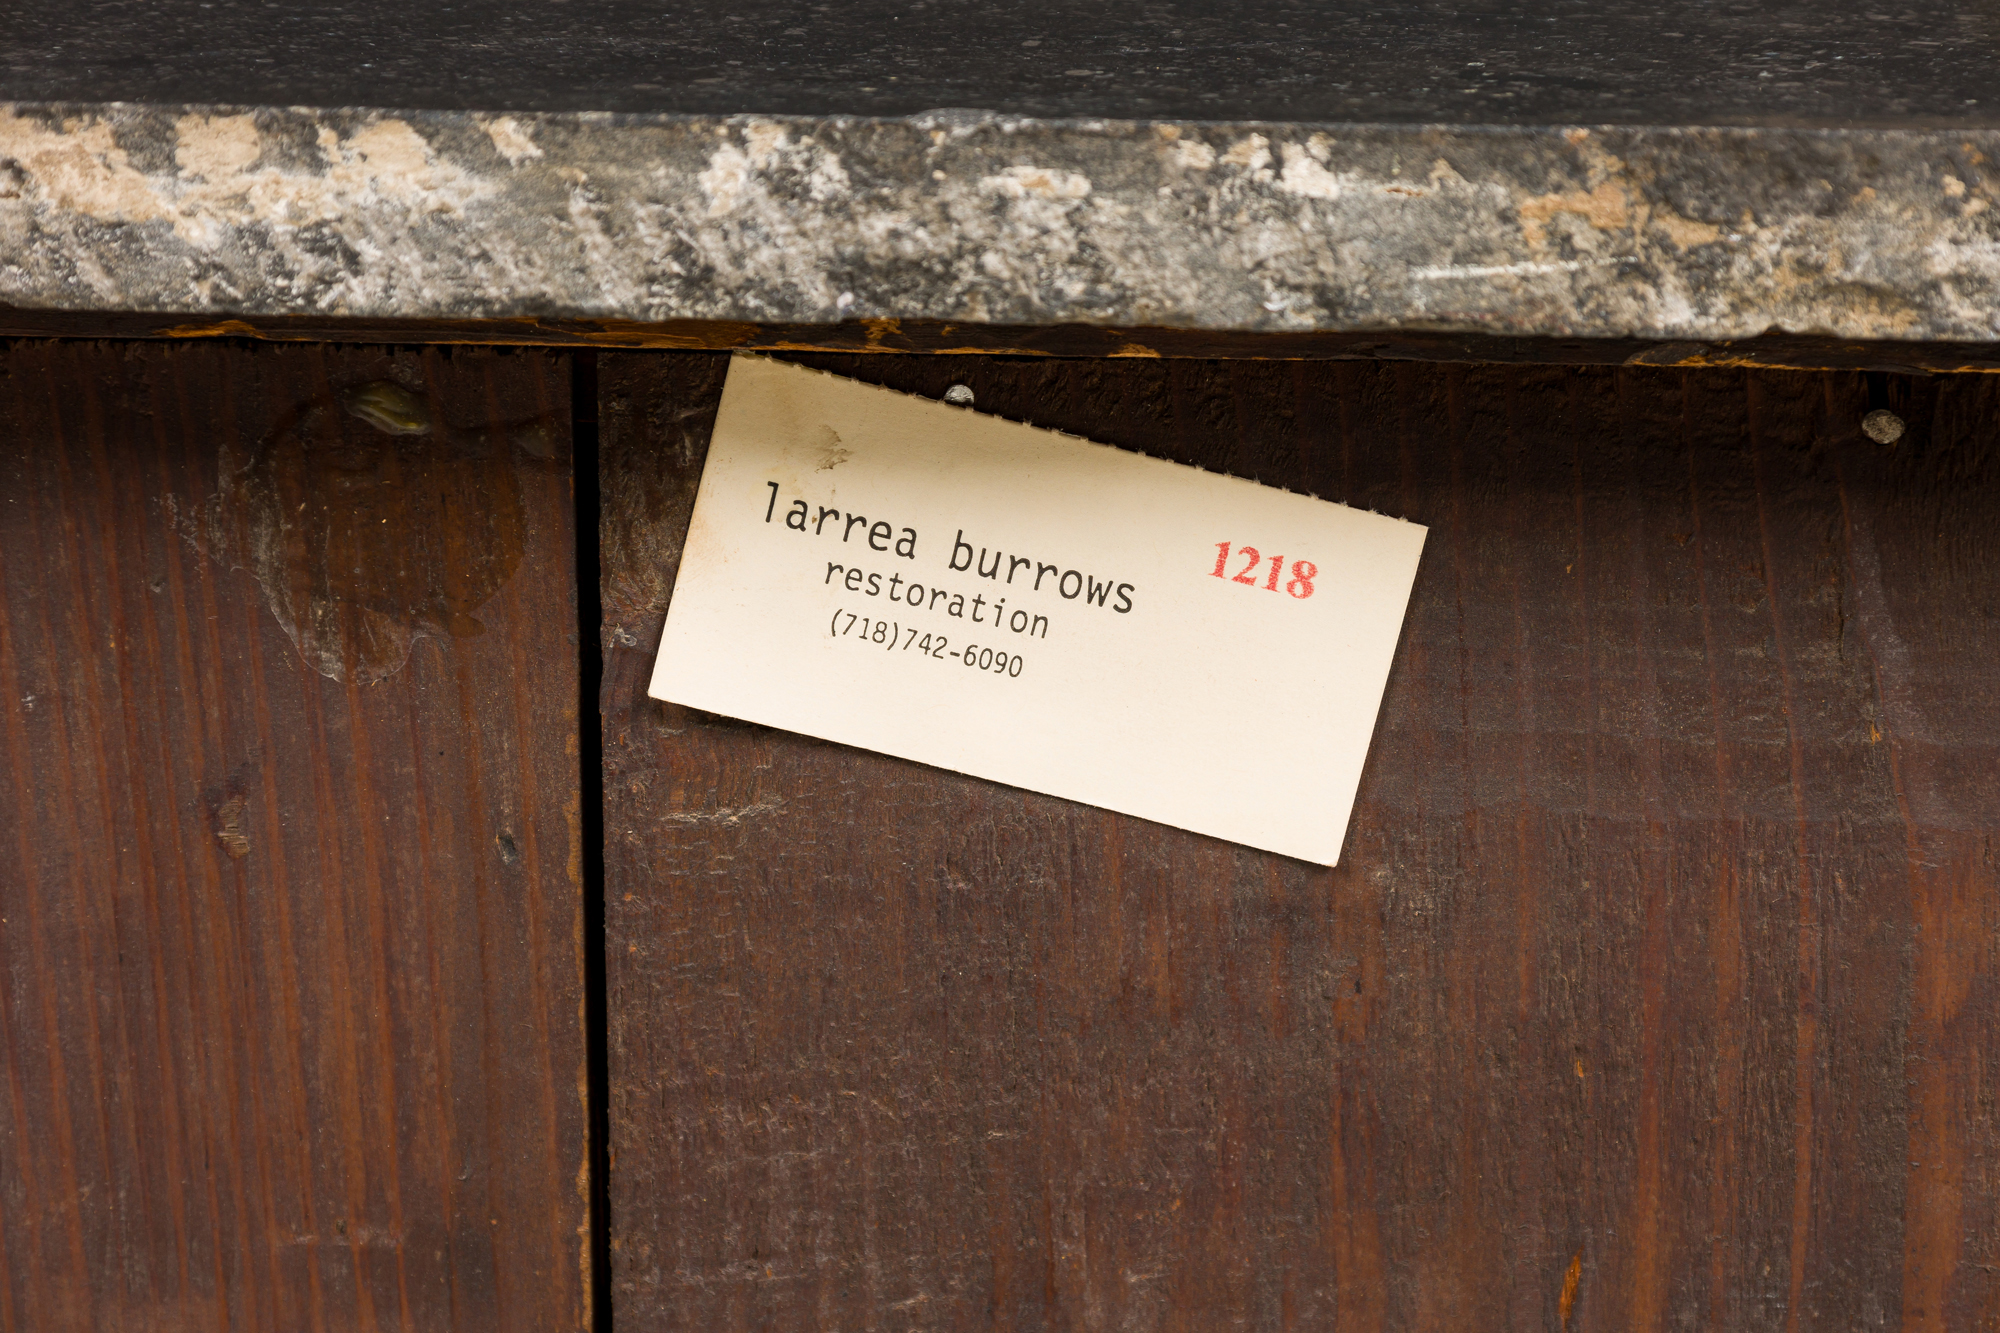 larrea burrows
restoration
(718)742-6090
1218